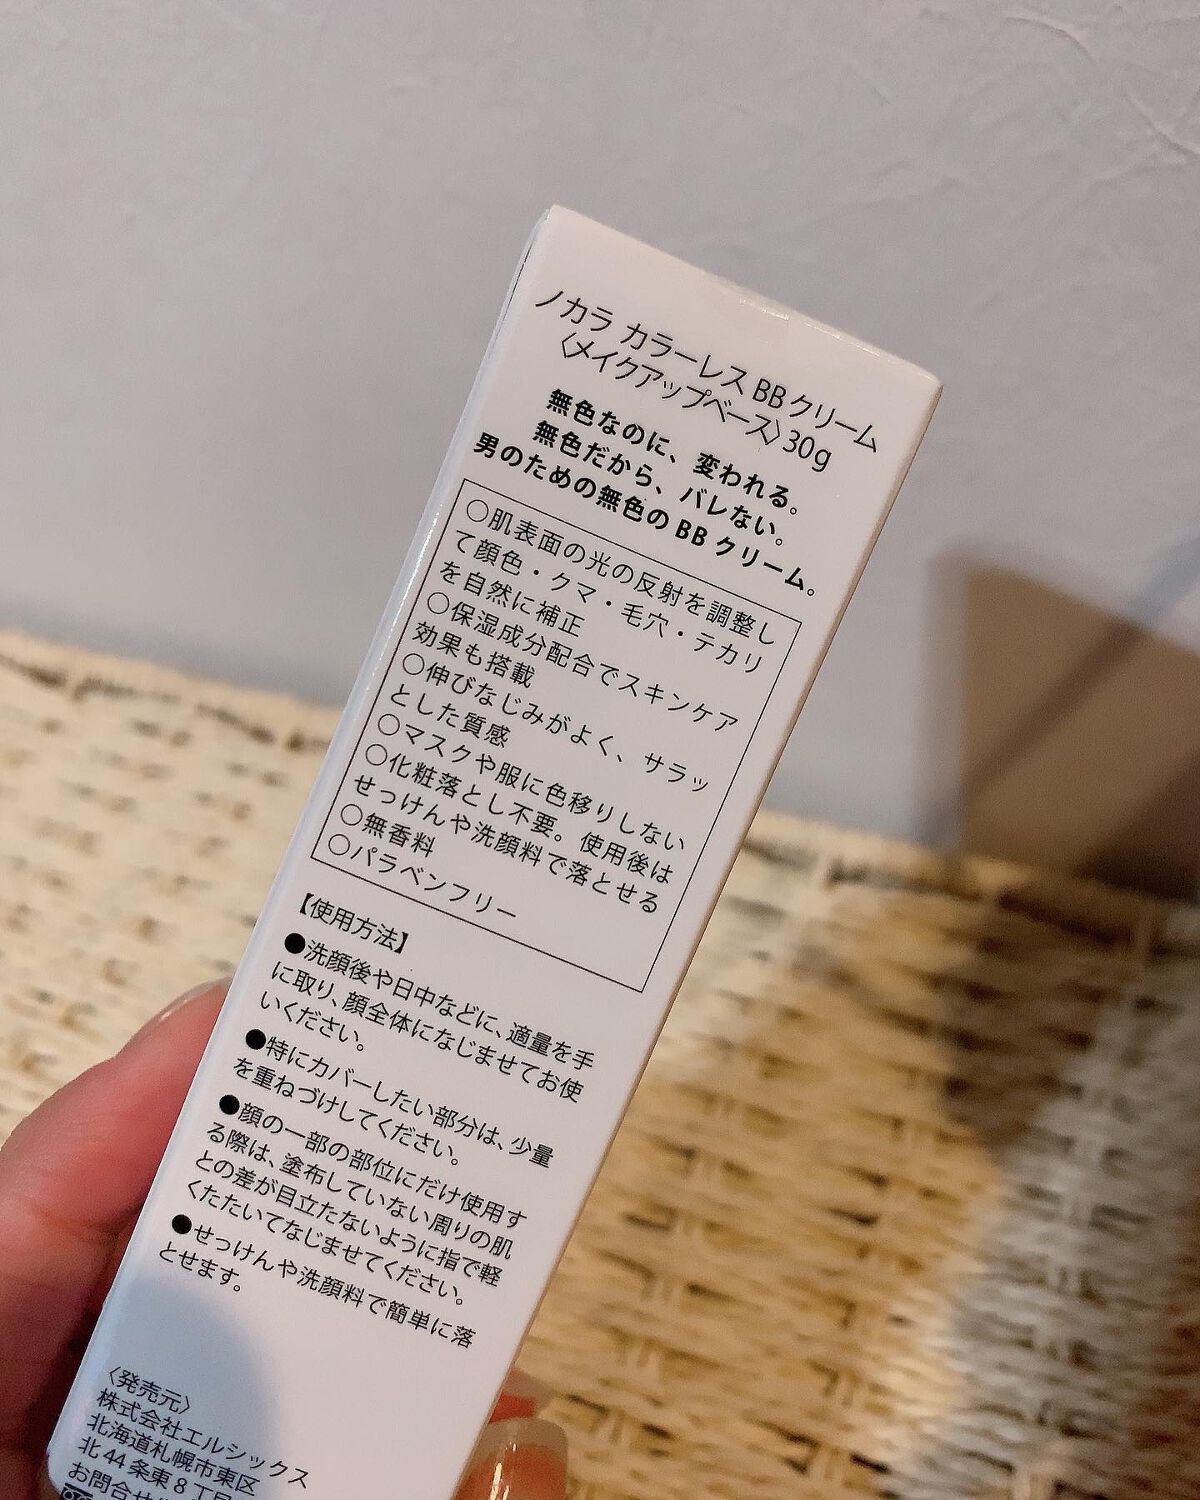 ノカラ カラーレス BBクリーム
〈メイクアップベース〉30g
無色なのに、変われる。
無色だから、バレない。
男のための無色の BB クリーム。
○肌表面の光の反射を調整し
て顔色・クマ・毛穴・テカリ
を自然に補正
○保湿成分配合でスキンケア
効果も搭載
○伸びなじみがよく、サラッ
とした質感
○マスクや服に色移りしない
○化粧落とし不要。使用後は
せっけんや洗顔料で落とせる
○無香料
○パラベンフリー
【使用方法】
●洗顔後や日中などに、適量を手
に取り、顔全体になじませてお使
いください。
●特にカバーしたい部分は、少量
を重ねづけしてください。
●顔の一部の部位にだけ使用す
る際は、塗布していない周りの肌
との差が目立たないように指で軽
くたたいてなじませてください。
●せっけんや洗顔料で簡単に落
とせます。
〈発売元〉
株式会社エルシックス
北海道札幌市東区
北 44 条東 8 丁目
お問合せ